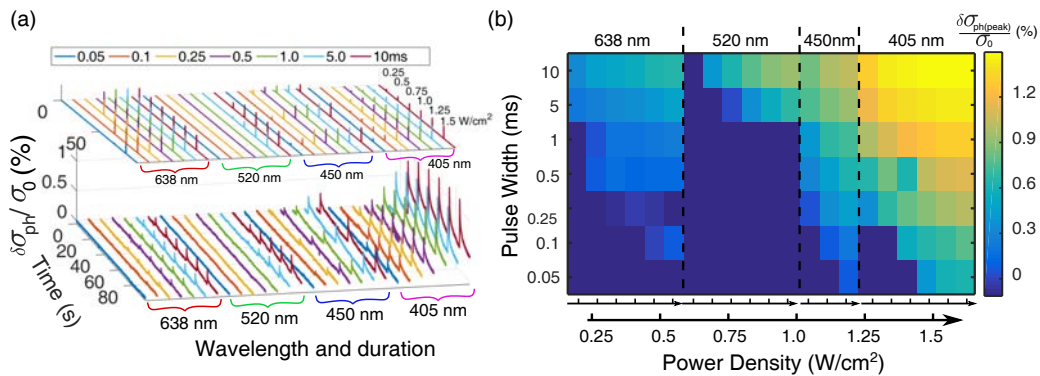 (a)
0.05 0.1 0.25 0.5 1.0 5.0 10ms
0.25
0.5
0.75
1.0
1.25
1.5 W/cm²
0
150
638 nm 520 nm 450 nm 405 nm
δσph/ σ0 (%)
1
0.5
0
0
20
40
60
80
Time (s)
638 nm 520 nm 450 nm 405 nm
Wavelength and duration
(b)
638 nm 520 nm 450nm 405 nm
δσph(peak)/σ0 (%)
Pulse Width (ms)
10
5
1
0.5
0.25
0.1
0.05
1.2
0.9
0.6
0.3
0
0.25 0.5 0.75 1.0 1.25 1.5
Power Density (W/cm²)